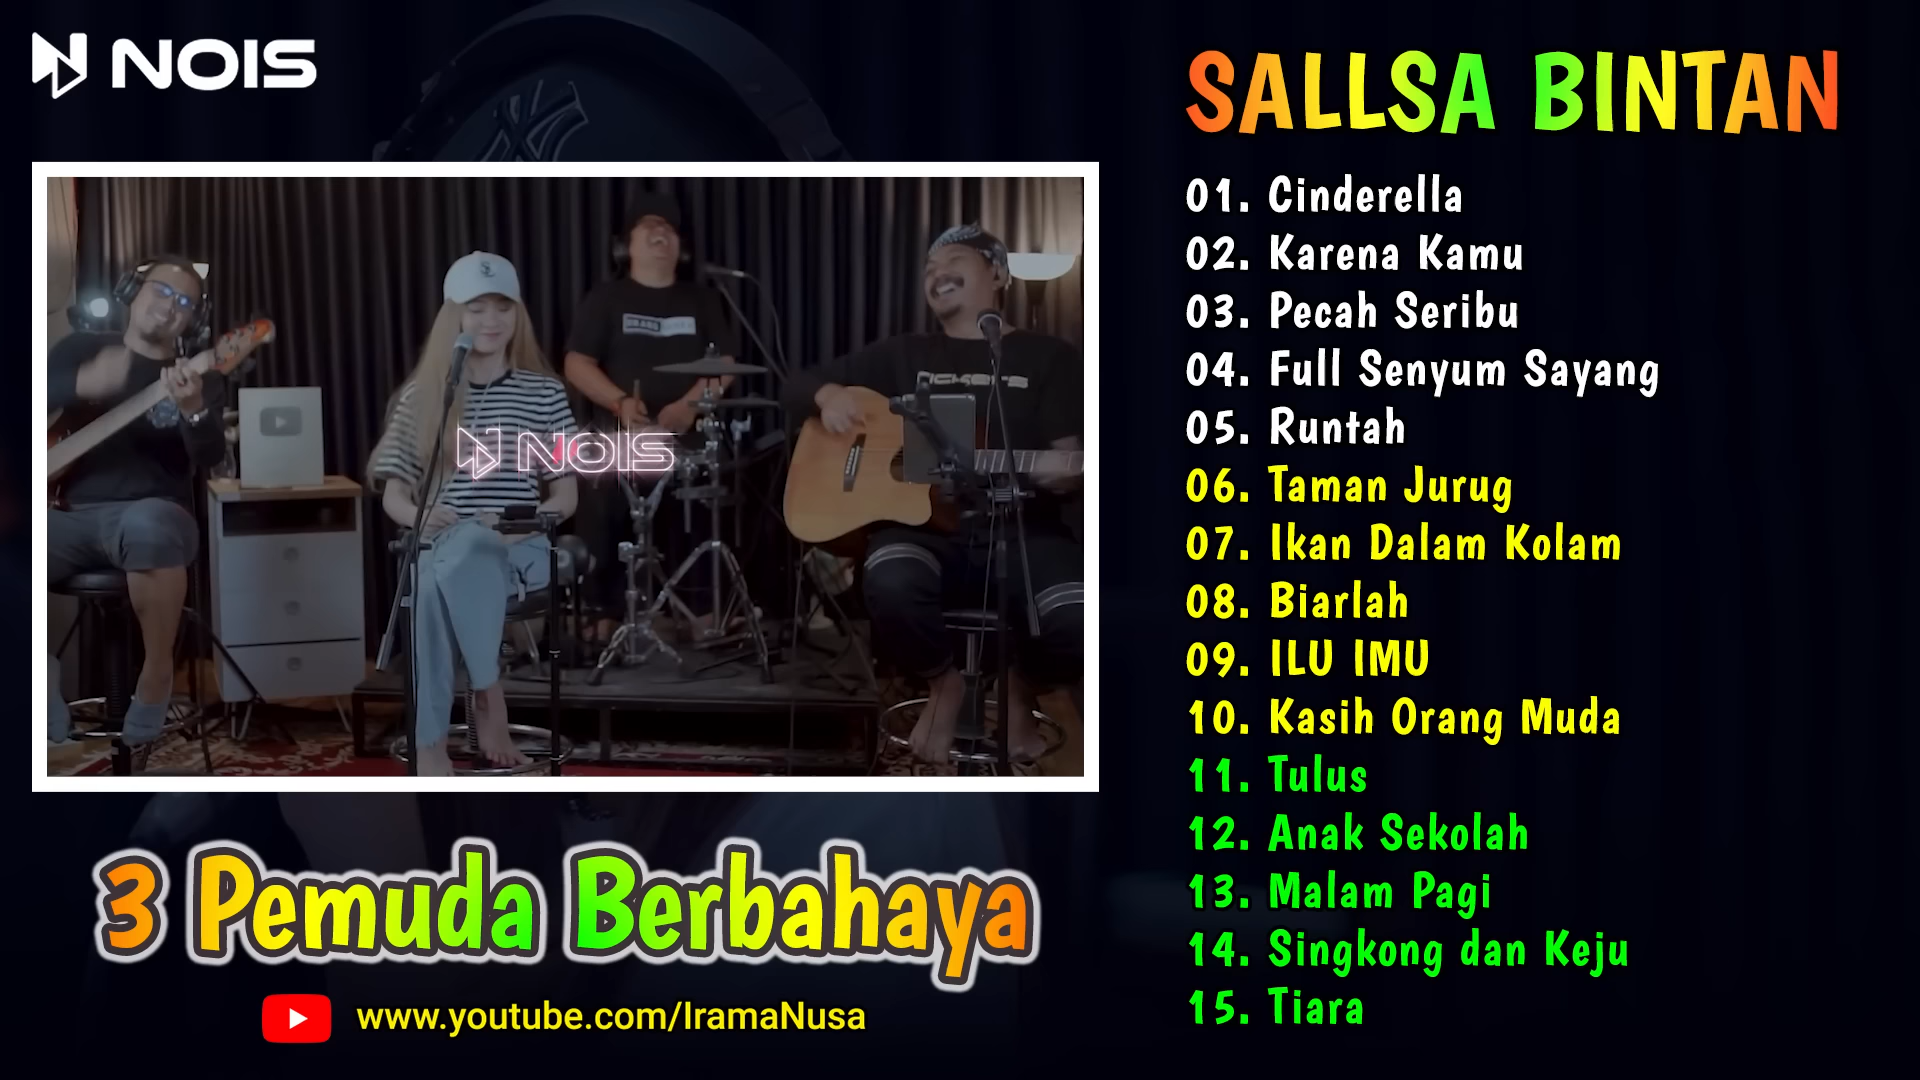 NOIS
SALLSA BINTAN
01. Cinderella
02. Karena Kamu
03. Pecah Seribu
04. Full Senyum Sayang
05. Runtah
06. Taman Jurug
07. Ikan Dalam Kolam
08. Biarlah
09. ILU IMU
10. Kasih Orang Muda
11. Tulus
12. Anak Sekolah
13. Malam Pagi
14. Singkong dan Keju
15. Tiara
NOIS
3 Pemuda Berbahaya
www.youtube.com/IramaNusa